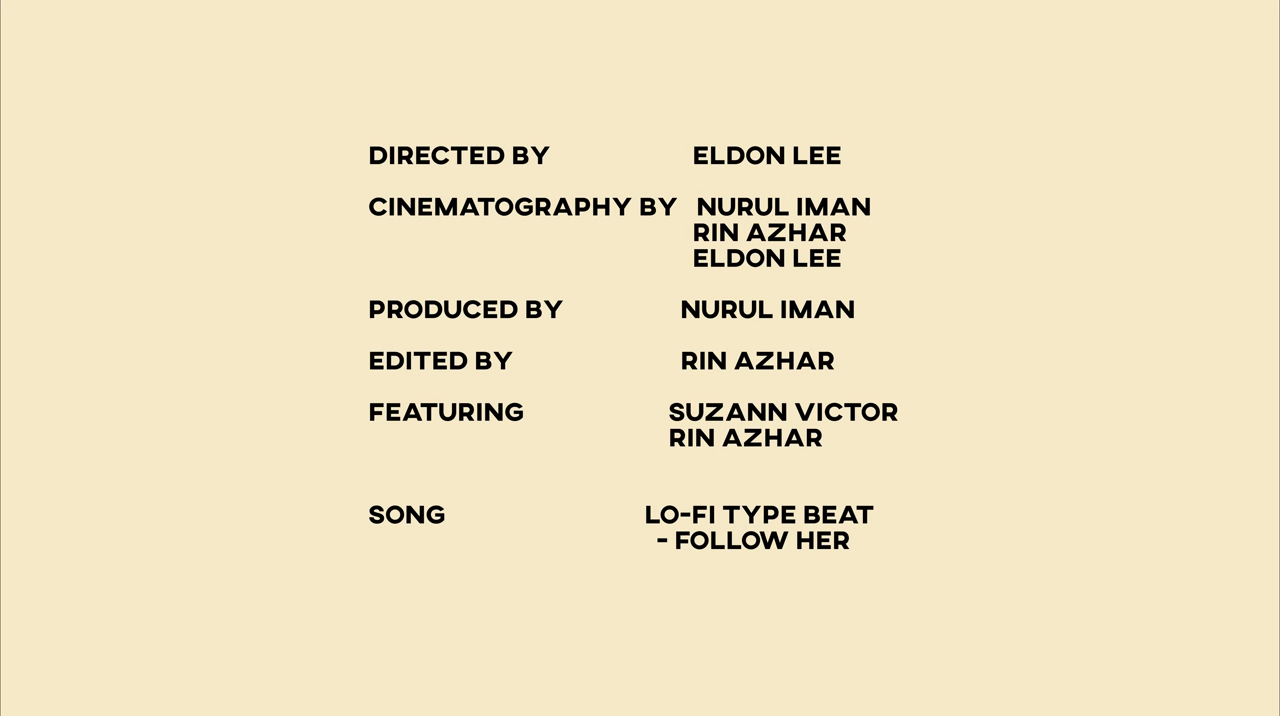 DIRECTED BY ELDON LEE
CINEMATOGRAPHY BY NURUL IMAN
RIN AZHAR
ELDON LEE
PRODUCED BY NURUL IMAN
EDITED BY RIN AZHAR
FEATURING SUZANN VICTOR
RIN AZHAR
SONG LO-FI TYPE BEAT
- FOLLOW HER